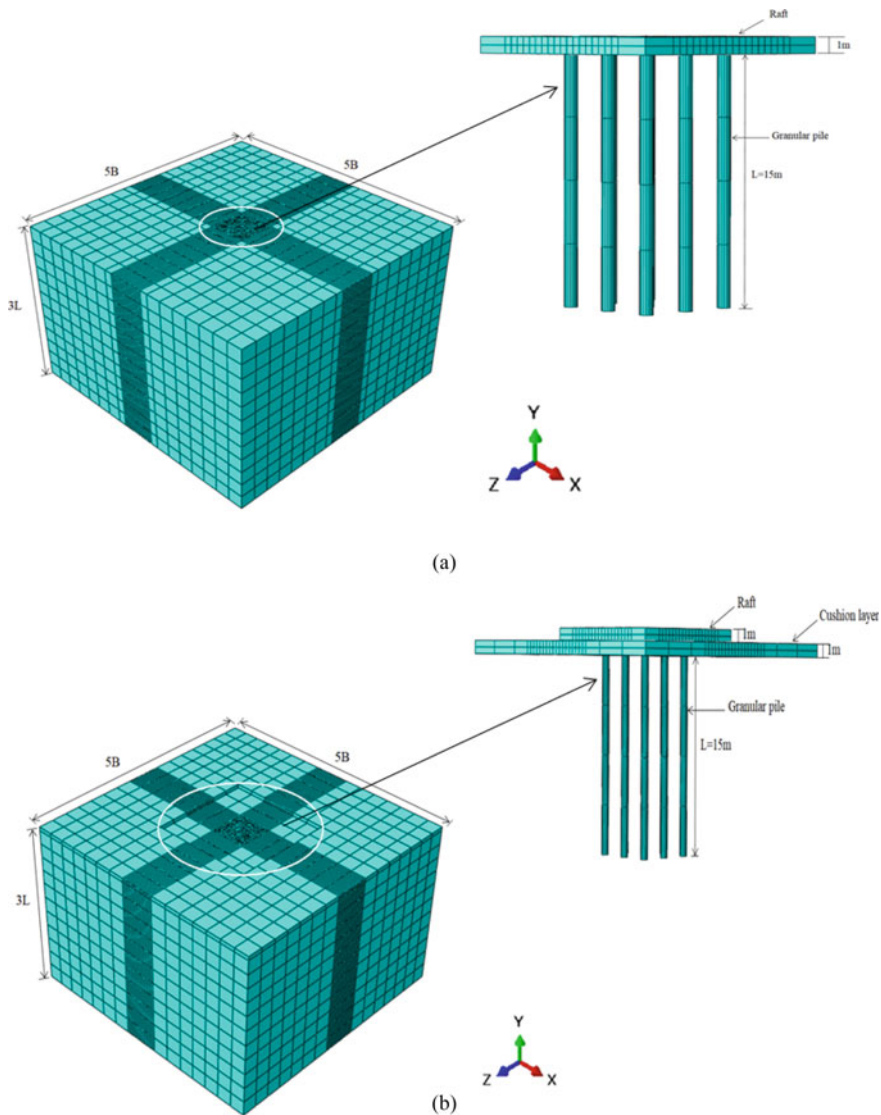 Raft
1m
5B
5B
Granular pile
L=15m
3L
Y
Z
X
(a)
Raft
Cushion layer
1m
1m
5B
5B
Granular pile
L=15m
3L
Y
Z
X
(b)